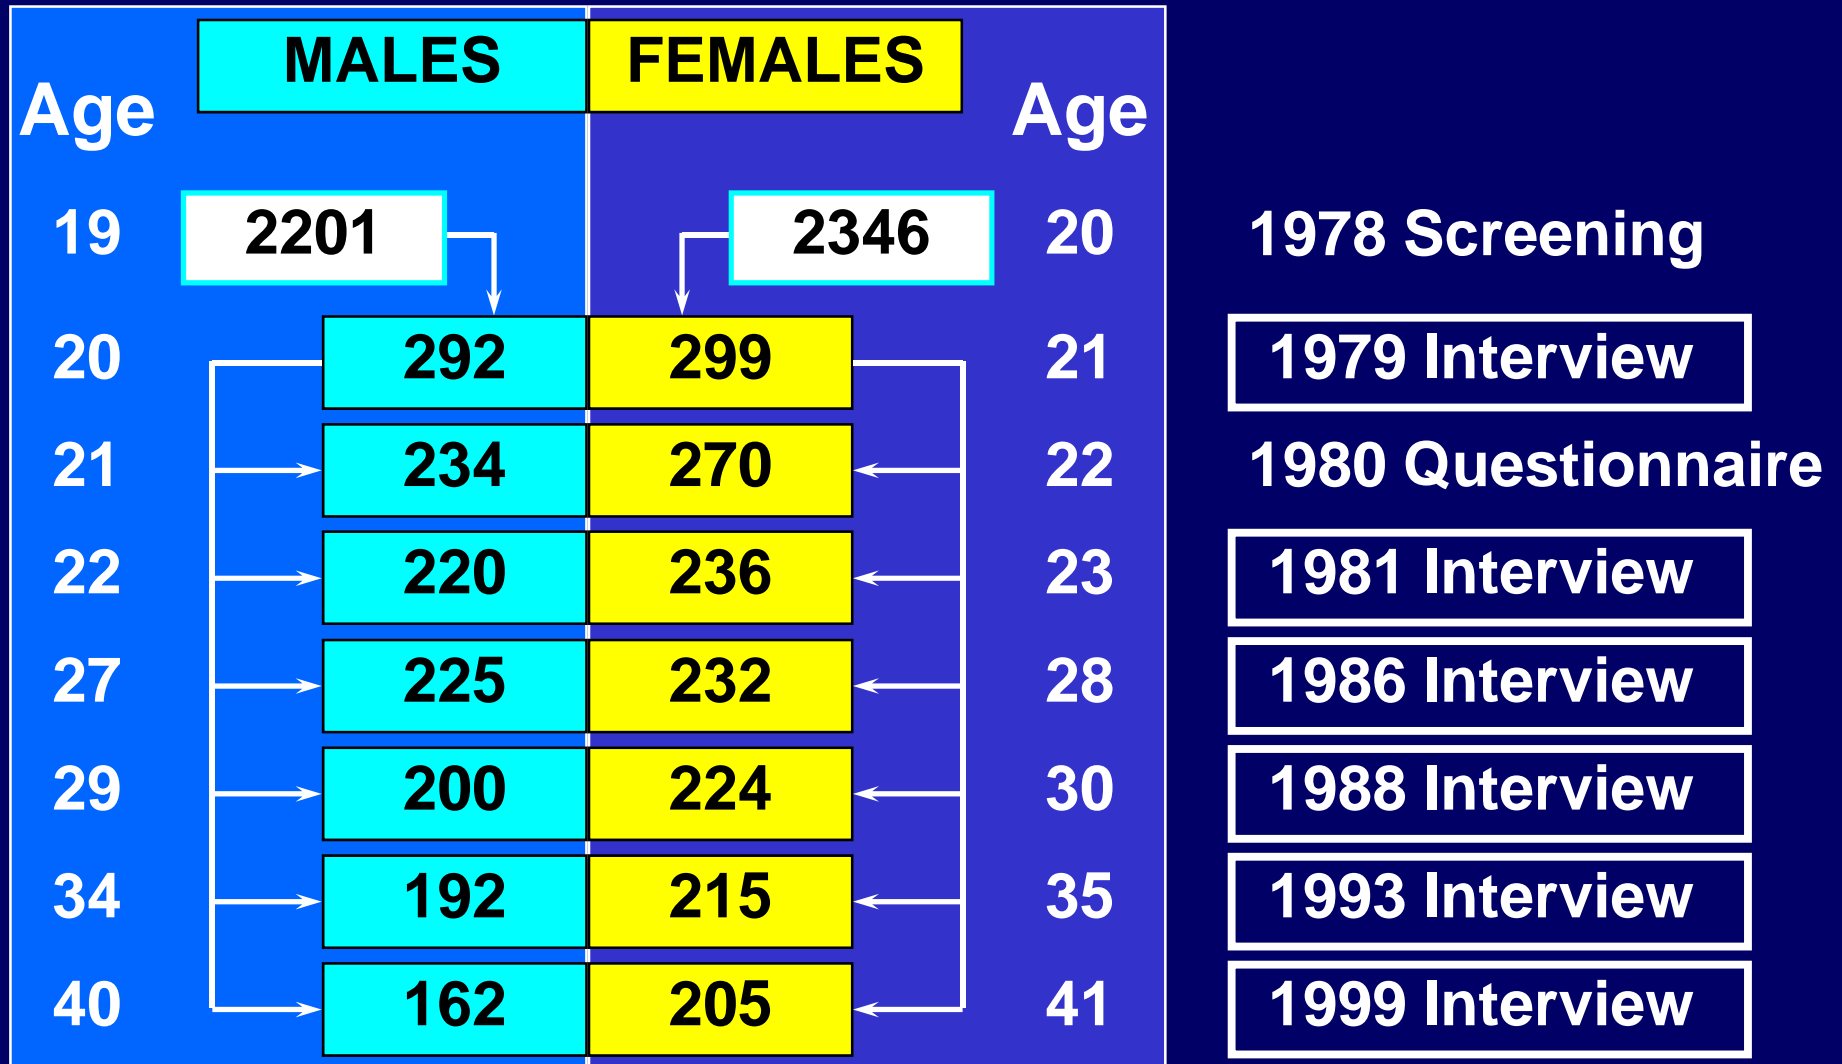 MALES FEMALES
Age Age
19 2201 2346 20 1978 Screening
20 292 299 21 1979 Interview
21 234 270 22 1980 Questionnaire
22 220 236 23 1981 Interview
27 225 232 28 1986 Interview
29 200 224 30 1988 Interview
34 192 215 35 1993 Interview
40 162 205 41 1999 Interview